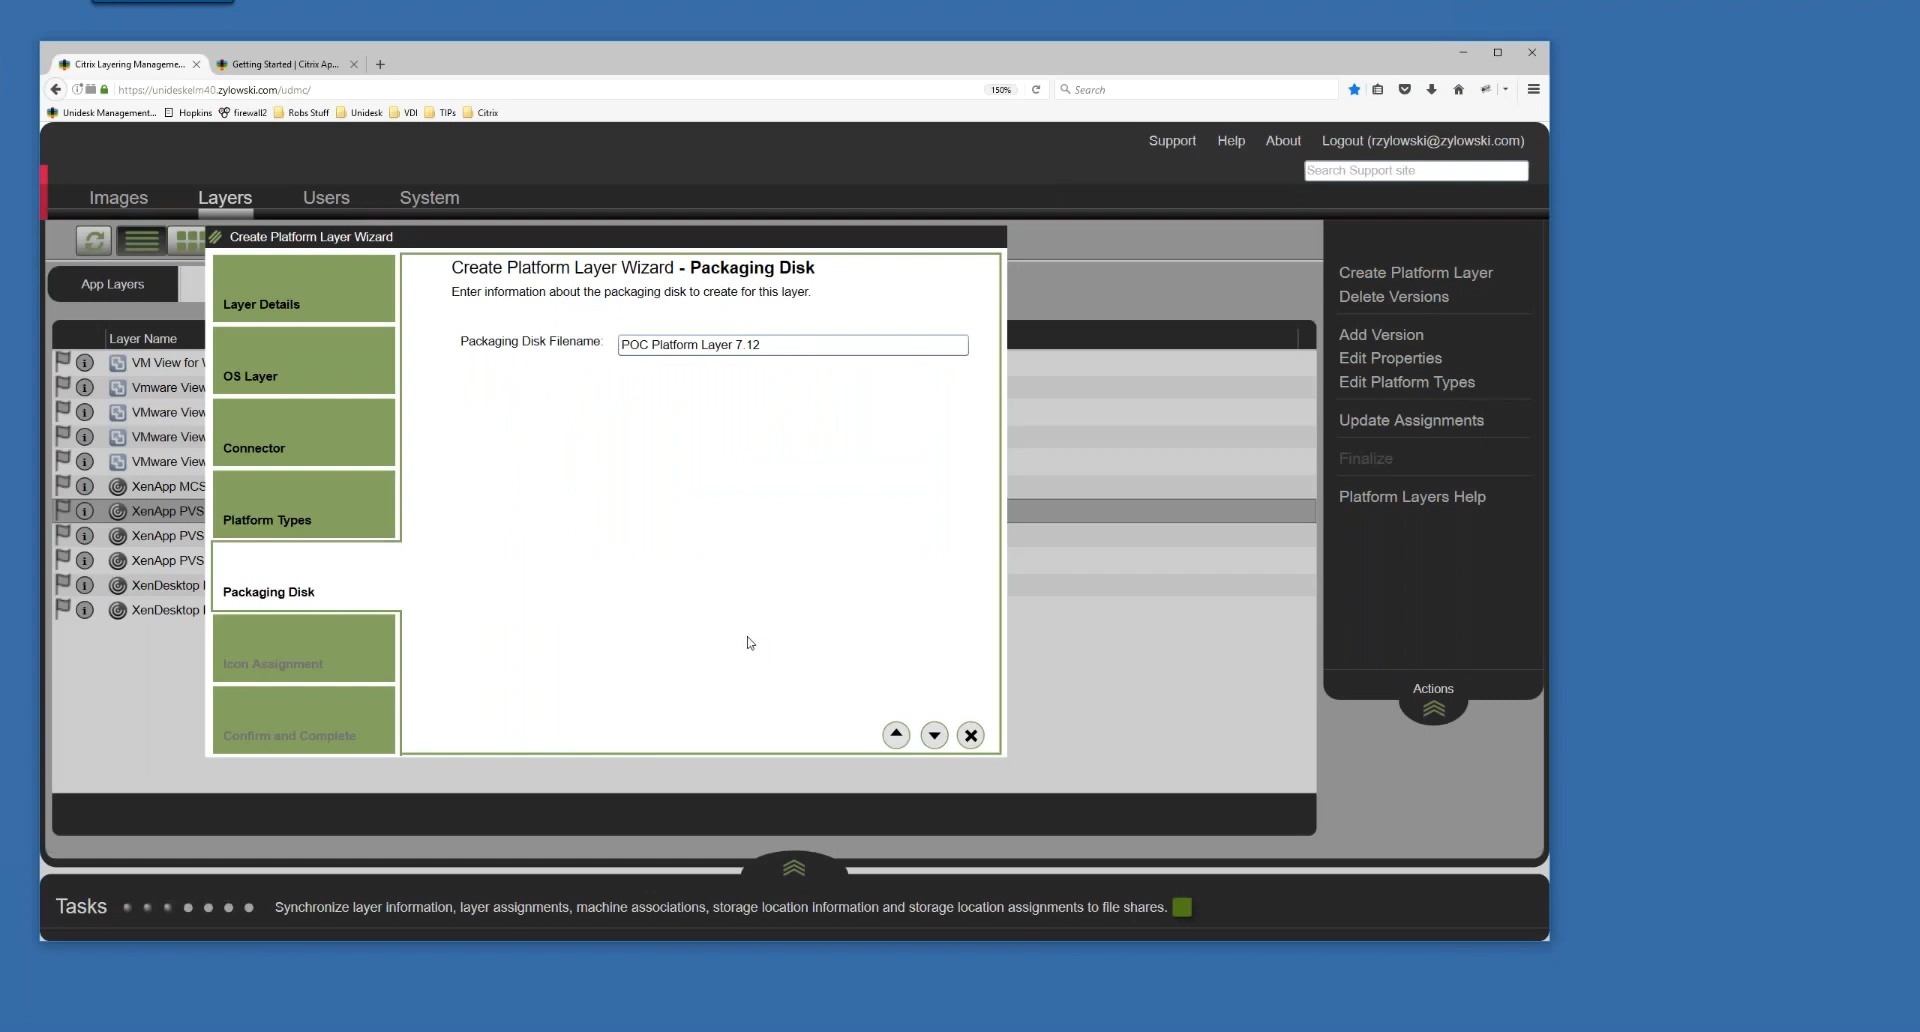 Citrix Layering Manageme...
Getting Started | Citrix Ap...
https://unideskelm40.zylowski.com/udmc/
150%
Search
Unidesk Management...
Hopkins
firewall2
Robs Stuff
Unidesk
VDI
TIPs
Citrix
Support
Help
About
Logout (rzylowski@zylowski.com)
Search Support site
Images
Layers
Users
System
Create Platform Layer Wizard
App Layers
Layer Name
VM View for
Vmware View
VMware View
VMware View
VMware View
XenApp MCS
XenApp PVS
XenApp PVS
XenApp PVS
XenDesktop
XenDesktop
Layer Details
OS Layer
Connector
Platform Types
Packaging Disk
Icon Assignment
Confirm and Complete
Create Platform Layer Wizard - Packaging Disk
Enter information about the packaging disk to create for this layer.
Packaging Disk Filename:
POC Platform Layer 7.12
Create Platform Layer
Delete Versions
Add Version
Edit Properties
Edit Platform Types
Update Assignments
Finalize
Platform Layers Help
Actions
Tasks
Synchronize layer information, layer assignments, machine associations, storage location information and storage location assignments to file shares.